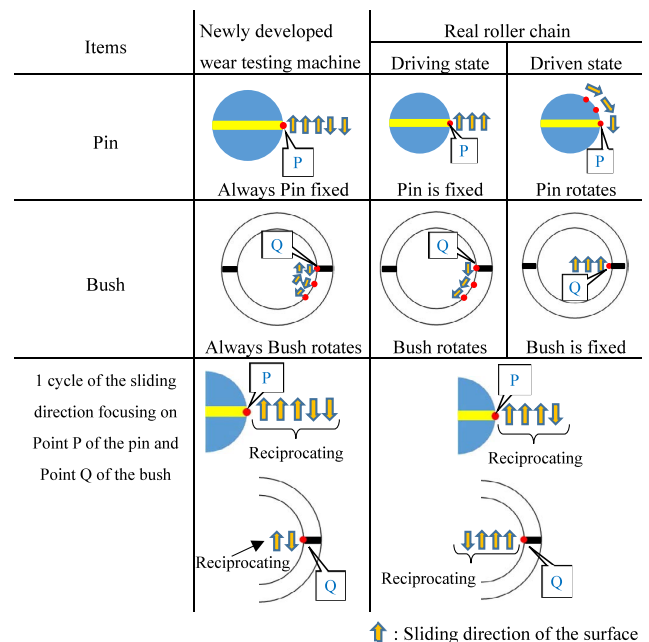 Items
Newly developed
wear testing machine
Real roller chain
Driving state
Driven state
Pin
P
Always Pin fixed
P
Pin is fixed
P
Pin rotates
Bush
Q
Always Bush rotates
Q
Bush rotates
Q
Bush is fixed
1 cycle of the sliding
direction focusing on
Point P of the pin and
Point Q of the bush
P
Reciprocating
Reciprocating
Q
P
Reciprocating
Reciprocating
Q
: Sliding direction of the surface